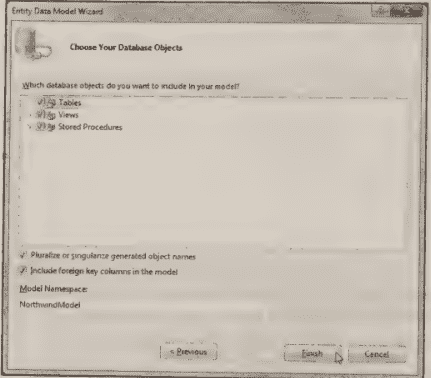 Entity Data Model Wizard
Choose Your Database Objects
Which database objects do you want to include in your model?
Tables
Views
Stored Procedures
Pluralize or singularize generated object names
Include foreign key columns in the model
Model Namespace:
NorthwindModel
< Previous
Finish
Cancel